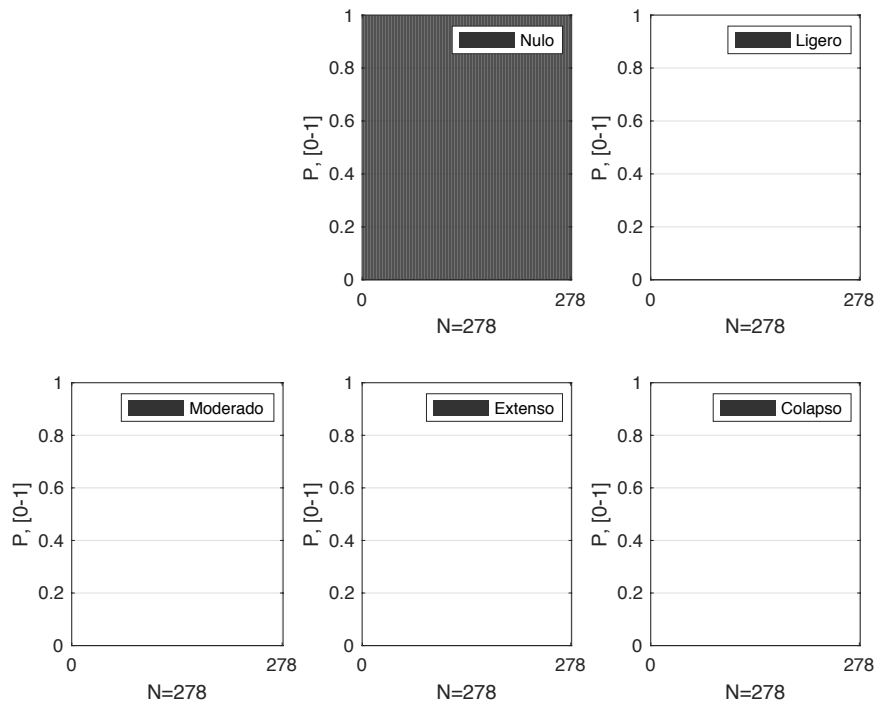 1 Nulo 1 Ligero
0.8 0.8
P, [0-1] 0.6 P, [0-1] 0.6
0.4 0.4
0.2 0.2
0 0
0 278 0 278
N=278 N=278
1 Moderado 1 Extenso 1 Colapso
0.8 0.8 0.8
P, [0-1] 0.6 P, [0-1] 0.6 P, [0-1] 0.6
0.4 0.4 0.4
0.2 0.2 0.2
0 0 0
0 278 0 278 0 278
N=278 N=278 N=278